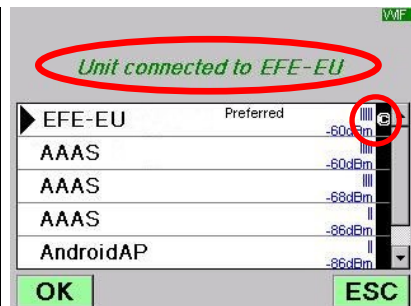 WIF
Unit connected to EFE-EU
EFE-EU Preferred -60dBm C
AAAS -60dBm
AAAS -68dBm
AAAS -86dBm
AndroidAP -86dBm
OK ESC